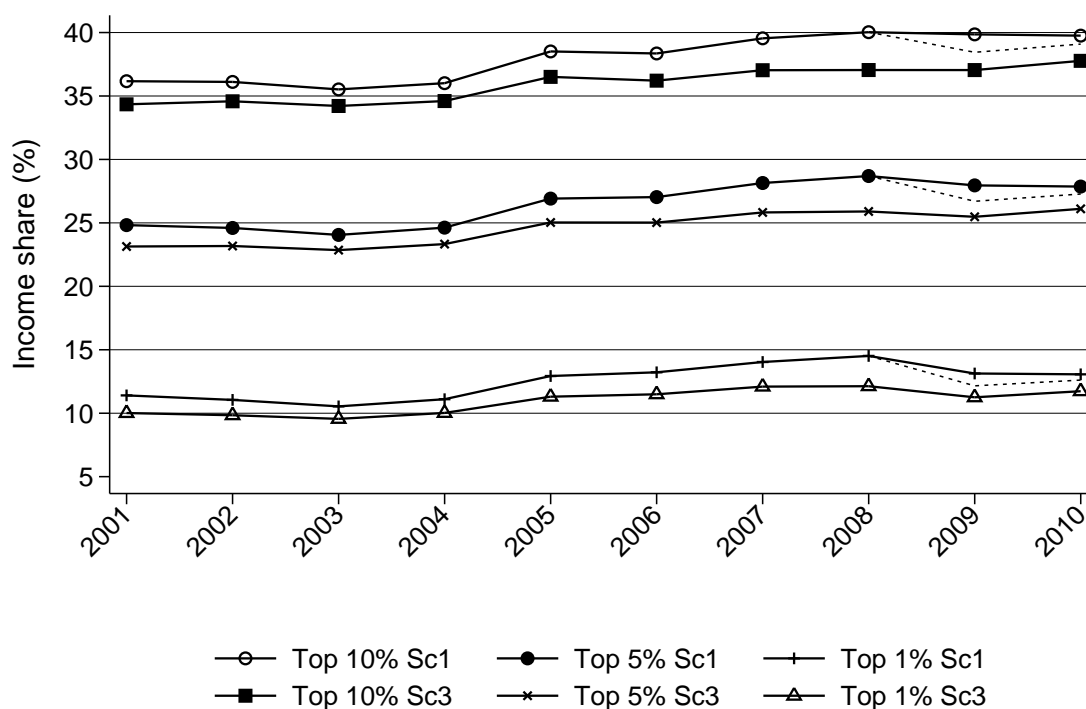 40
35
30
25
20
15
10
5
Income share (%)
2001 2002 2003 2004 2005 2006 2007 2008 2009 2010
Top 10% Sc1 Top 5% Sc1 Top 1% Sc1
Top 10% Sc3 Top 5% Sc3 Top 1% Sc3